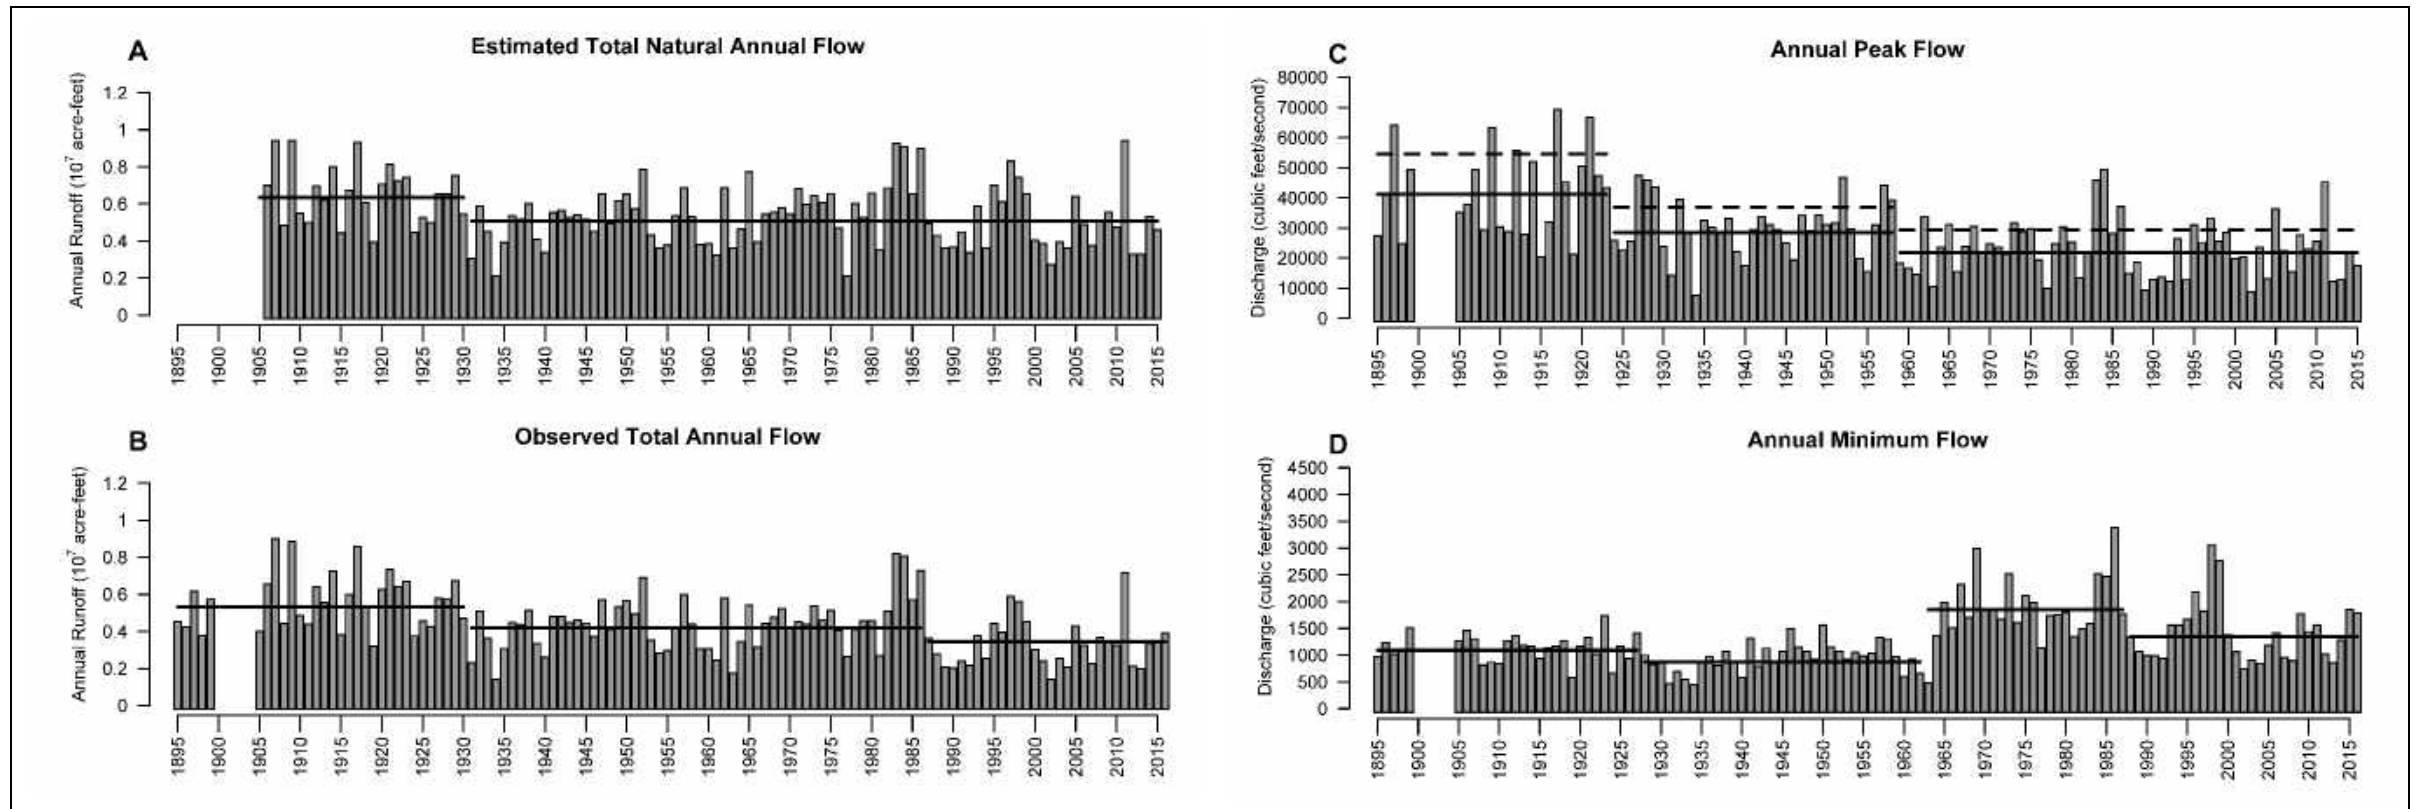 A
Estimated Total Natural Annual Flow
Annual Runoff (10⁷ acre-feet)
1.2
1
0.8
0.6
0.4
0.2
0
1895 1900 1905 1910 1915 1920 1925 1930 1935 1940 1945 1950 1955 1960 1965 1970 1975 1980 1985 1990 1995 2000 2005 2010 2015
B
Observed Total Annual Flow
Annual Runoff (10⁷ acre-feet)
1.2
1
0.8
0.6
0.4
0.2
0
1895 1900 1905 1910 1915 1920 1925 1930 1935 1940 1945 1950 1955 1960 1965 1970 1975 1980 1985 1990 1995 2000 2005 2010 2015
C
Annual Peak Flow
Discharge (cubic feet/second)
80000
70000
60000
50000
40000
30000
20000
10000
0
1895 1900 1905 1910 1915 1920 1925 1930 1935 1940 1945 1950 1955 1960 1965 1970 1975 1980 1985 1990 1995 2000 2005 2010 2015
D
Annual Minimum Flow
Discharge (cubic feet/second)
4500
4000
3500
3000
2500
2000
1500
1000
500
0
1895 1900 1905 1910 1915 1920 1925 1930 1935 1940 1945 1950 1955 1960 1965 1970 1975 1980 1985 1990 1995 2000 2005 2010 2015